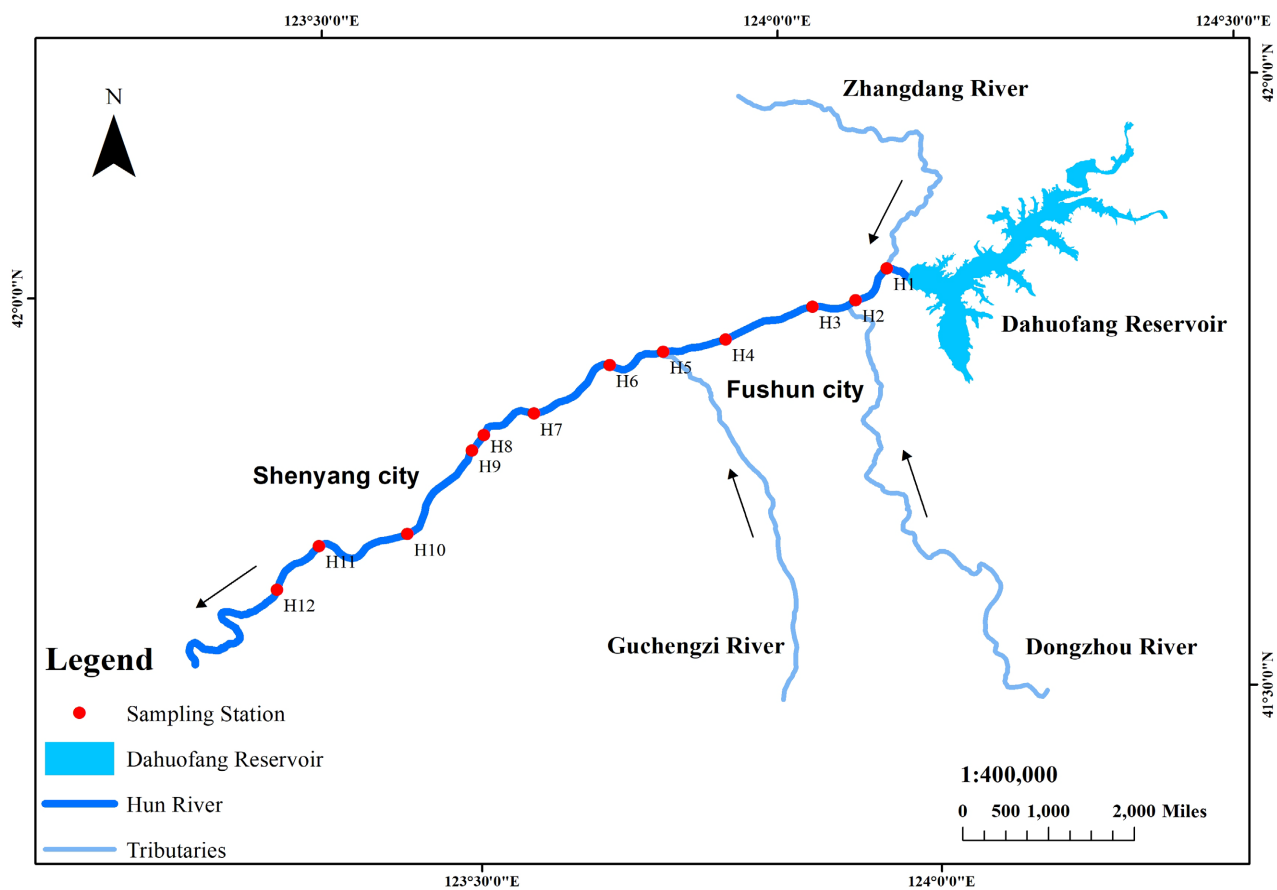 123°30'0"E 124°0'0"E 124°30'0"E
42°0'0"N
N
Zhangdang River
42°0'0"N
H1
H2
H3
Dahuofang Reservoir
H4
H5
H6
Fushun city
H7
H8
H9
Shenyang city
H10
H11
H12
Guchengzi River
Dongzhou River
41°30'0"N
Legend
Sampling Station
Dahuofang Reservoir
Hun River
Tributaries
1:400,000
0 500 1,000 2,000 Miles
123°30'0"E 124°0'0"E